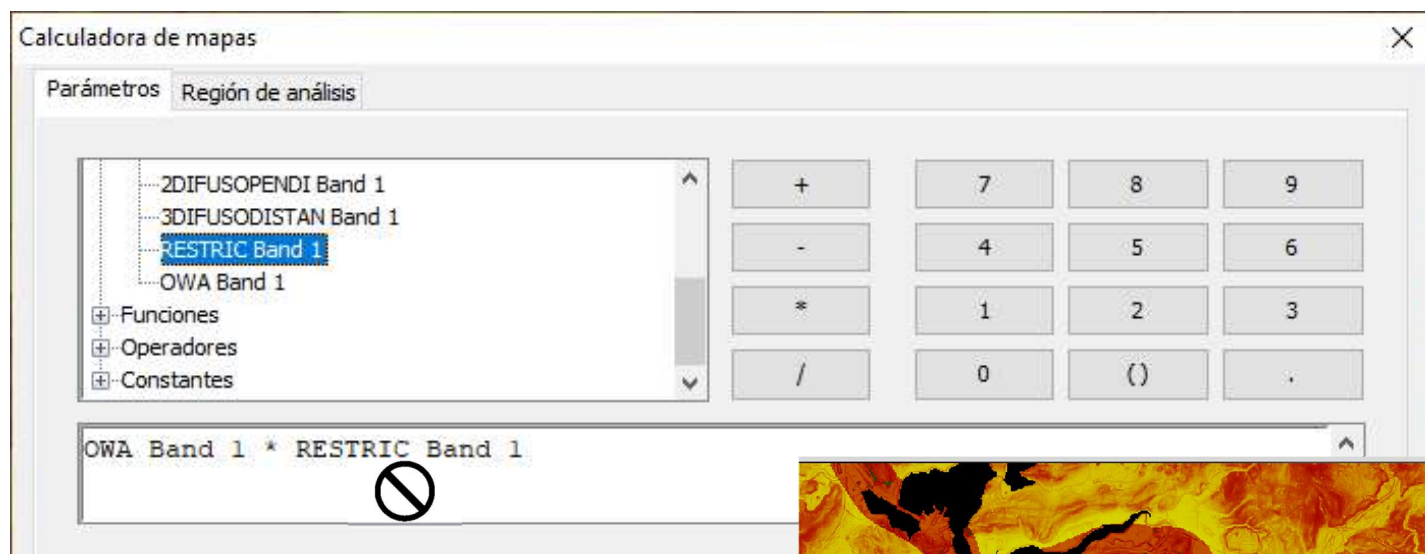 Calculadora de mapas
Parámetros Región de análisis
2DIFUSOPENDI Band 1
3DIFUSODISTAN Band 1
RESTRIC Band 1
OWA Band 1
Funciones
Operadores
Constantes
+ 7 8 9
- 4 5 6
* 1 2 3
/ 0 () .
OWA Band 1 * RESTRIC Band 1